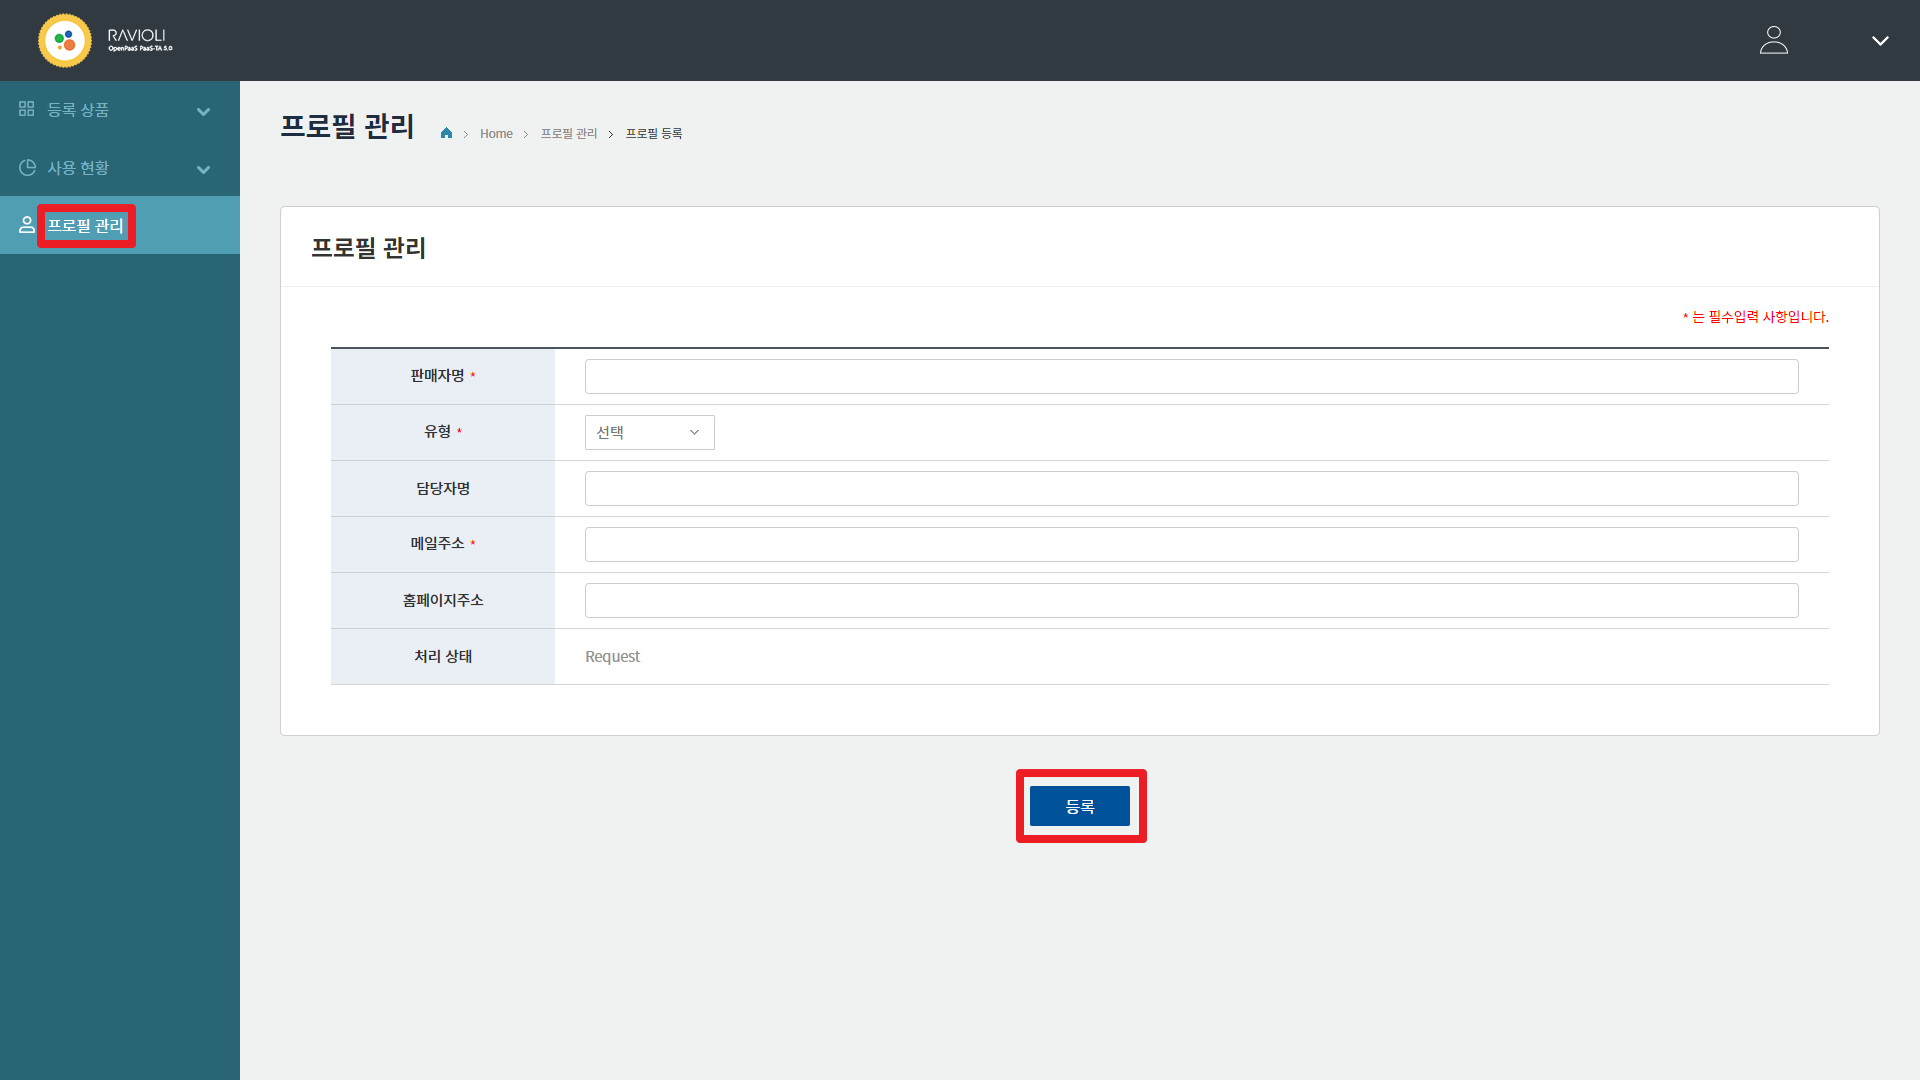 RAVIOLI
OpenPaaS PaaS-TA 5.0
등록 상품
사용 현황
프로필 관리
프로필 관리
Home
프로필 관리
프로필 등록
프로필 관리
* 는 필수입력 사항입니다.
판매자명 *
유형 *
선택
담당자명
메일주소 *
홈페이지주소
처리 상태
Request
등록